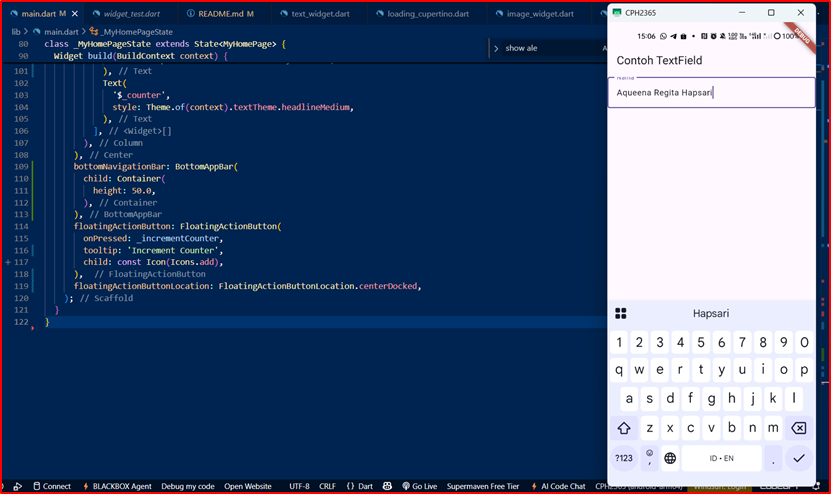 main.dart M
widget_test.dart
README.md M
text_widget.dart
loading_cupertino.dart
image_widget.dart
lib > main.dart > _MyHomePageState
show ale
80 class _MyHomePageState extends State<MyHomePage> {
90 Widget build(BuildContext context) {
101 ), // Text
102 Text(
103 '$_counter',
104 style: Theme.of(context).textTheme.headlineMedium,
105 ), // Text
106 ], // <Widget>[]
107 ), // Column
108 ), // Center
109 bottomNavigationBar: BottomAppBar(
110 child: Container(
111 height: 50.0,
112 ), // Container
113 ), // BottomAppBar
114 floatingActionButton: FloatingActionButton(
115 onPressed: _incrementCounter,
116 tooltip: 'Increment Counter',
117 child: const Icon(Icons.add),
118 ), // FloatingActionButton
119 floatingActionButtonLocation: FloatingActionButtonLocation.centerDocked,
120 ); // Scaffold
121 }
122 }
Connect BLACKBOX Agent Debug my code Open Website UTF-8 CRLF {} Dart Go Live Supermaven Free Tier AI Code Chat
CPH2365
15:06 100%
DEBUG
Contoh TextField
Nama
Aqueena Regita Hapsari
Hapsari
1 2 3 4 5 6 7 8 9 0
q w e r t y u i o p
a s d f g h j k l
z x c v b n m
?123 , ID • EN .